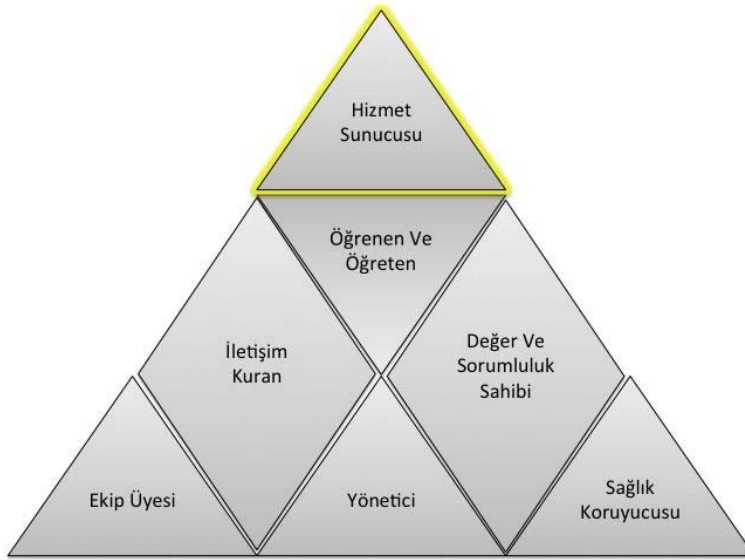 Hizmet
Sunucusu
Öğrenen Ve
Öğreten
İletişim
Kuran
Değer Ve
Sorumluluk
Sahibi
Ekip Üyesi
Yönetici
Sağlık
Koruyucusu